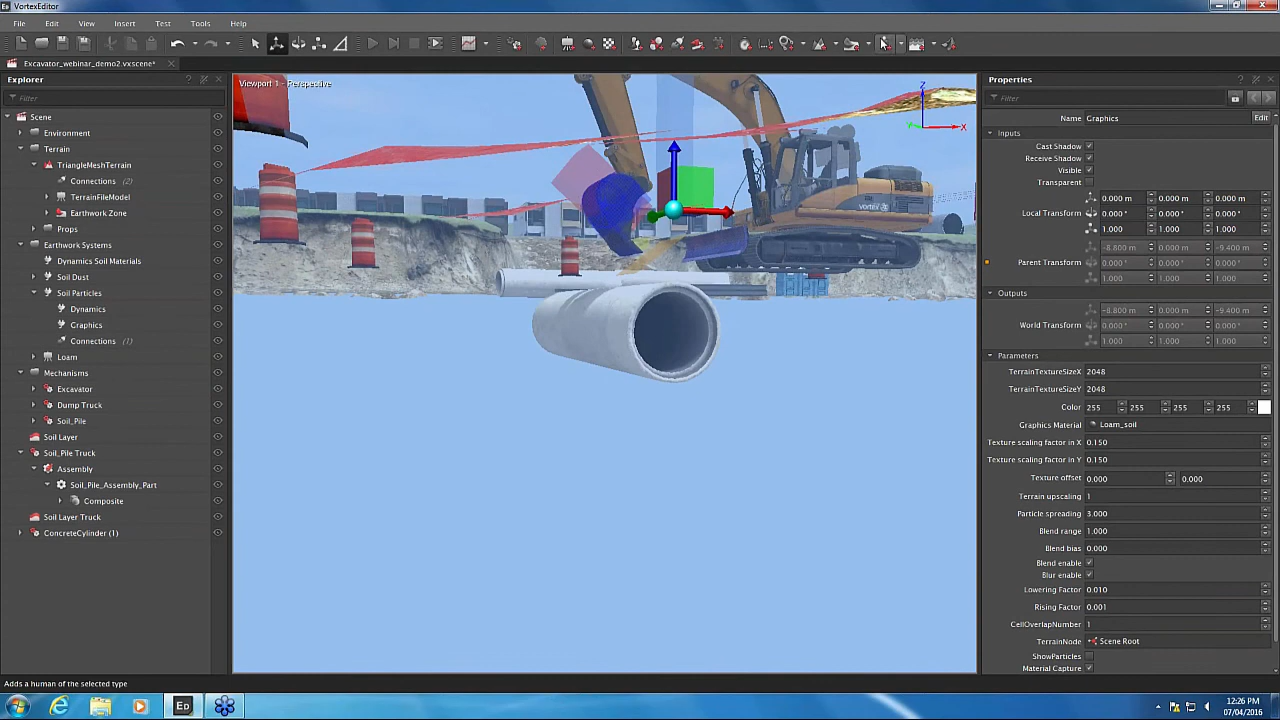 VortexEditor
File Edit View Insert Test Tools Help
Excavator_webinar_demo2.vxscene*
Explorer
Filter
Scene
Environment
Terrain
TriangleMeshTerrain
Connections (2)
TerrainFileModel
Earthwork Zone
Props
Earthwork Systems
Dynamics Soil Materials
Soil Dust
Soil Particles
Dynamics
Graphics
Connections (1)
Loam
Mechanisms
Excavator
Dump Truck
Soil_Pile
Soil Layer
Soil_Pile Truck
Assembly
Soil_Pile_Assembly_Part
Composite
Soil Layer Truck
ConcreteCylinder (1)
Viewport 1 - Perspective
Z
Y
X
Properties
Filter
Name Graphics Edit
Inputs
Cast Shadow
Receive Shadow
Visible
Transparent
0.000 m 0.000 m 0.000 m
Local Transform 0.000 ° 0.000 ° 0.000 °
1.000 1.000 1.000
-8.800 m 0.000 m -9.400 m
Parent Transform 0.000 ° 0.000 ° 0.000 °
1.000 1.000 1.000
Outputs
-8.800 m 0.000 m -9.400 m
World Transform 0.000 ° 0.000 ° 0.000 °
1.000 1.000 1.000
Parameters
TerrainTextureSizeX 2048
TerrainTextureSizeY 2048
Color 255 255 255 255
Graphics Material Loam_soil
Texture scaling factor in X 0.150
Texture scaling factor in Y 0.150
Texture offset 0.000 0.000
Terrain upscaling 1
Particle spreading 3.000
Blend range 1.000
Blend bias 0.000
Blend enable
Blur enable
Lowering Factor 0.010
Rising Factor 0.001
CellOverlapNumber 1
TerrainNode Scene Root
ShowParticles
Material Capture
Adds a human of the selected type
Ep
12:26 PM
07/04/2016